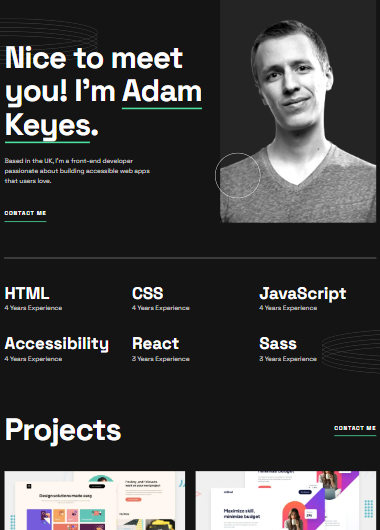 Nice to meet
you! I'm Adam
Keyes.
Based in the UK, I'm a front-end developer
passionate about building accessible web apps
that users love.
CONTACT ME
HTML
4 Years Experience
CSS
4 Years Experience
JavaScript
4 Years Experience
Accessibility
4 Years Experience
React
3 Years Experience
Sass
3 Years Experience
Projects
CONTACT ME
Design solutions made easy
Maximize skill,
minimize budget